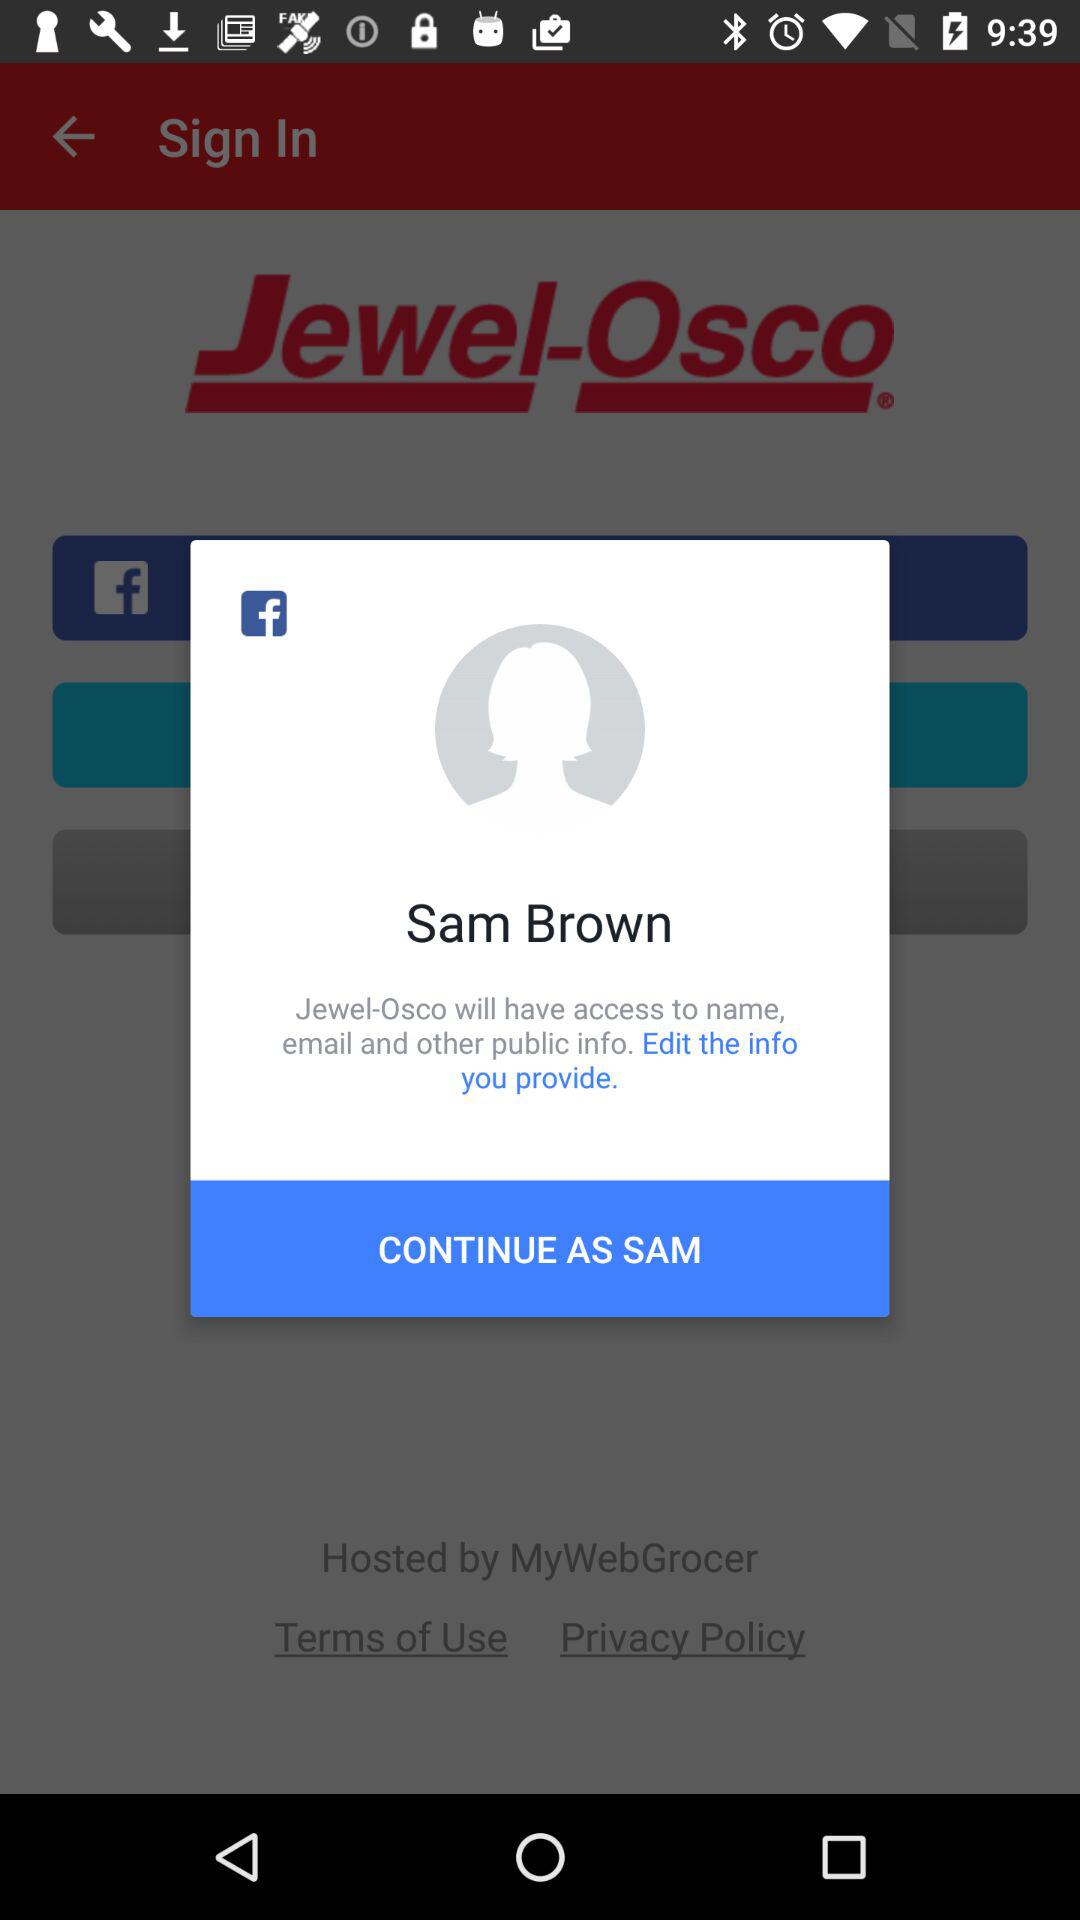 FAKE
9:39
Sign In
Jewel-Osco
®
Sam Brown
Jewel-Osco will have access to name,
email and other public info. Edit the info
you provide.
CONTINUE AS SAM
Hosted by MyWebGrocer
Terms of Use Privacy Policy